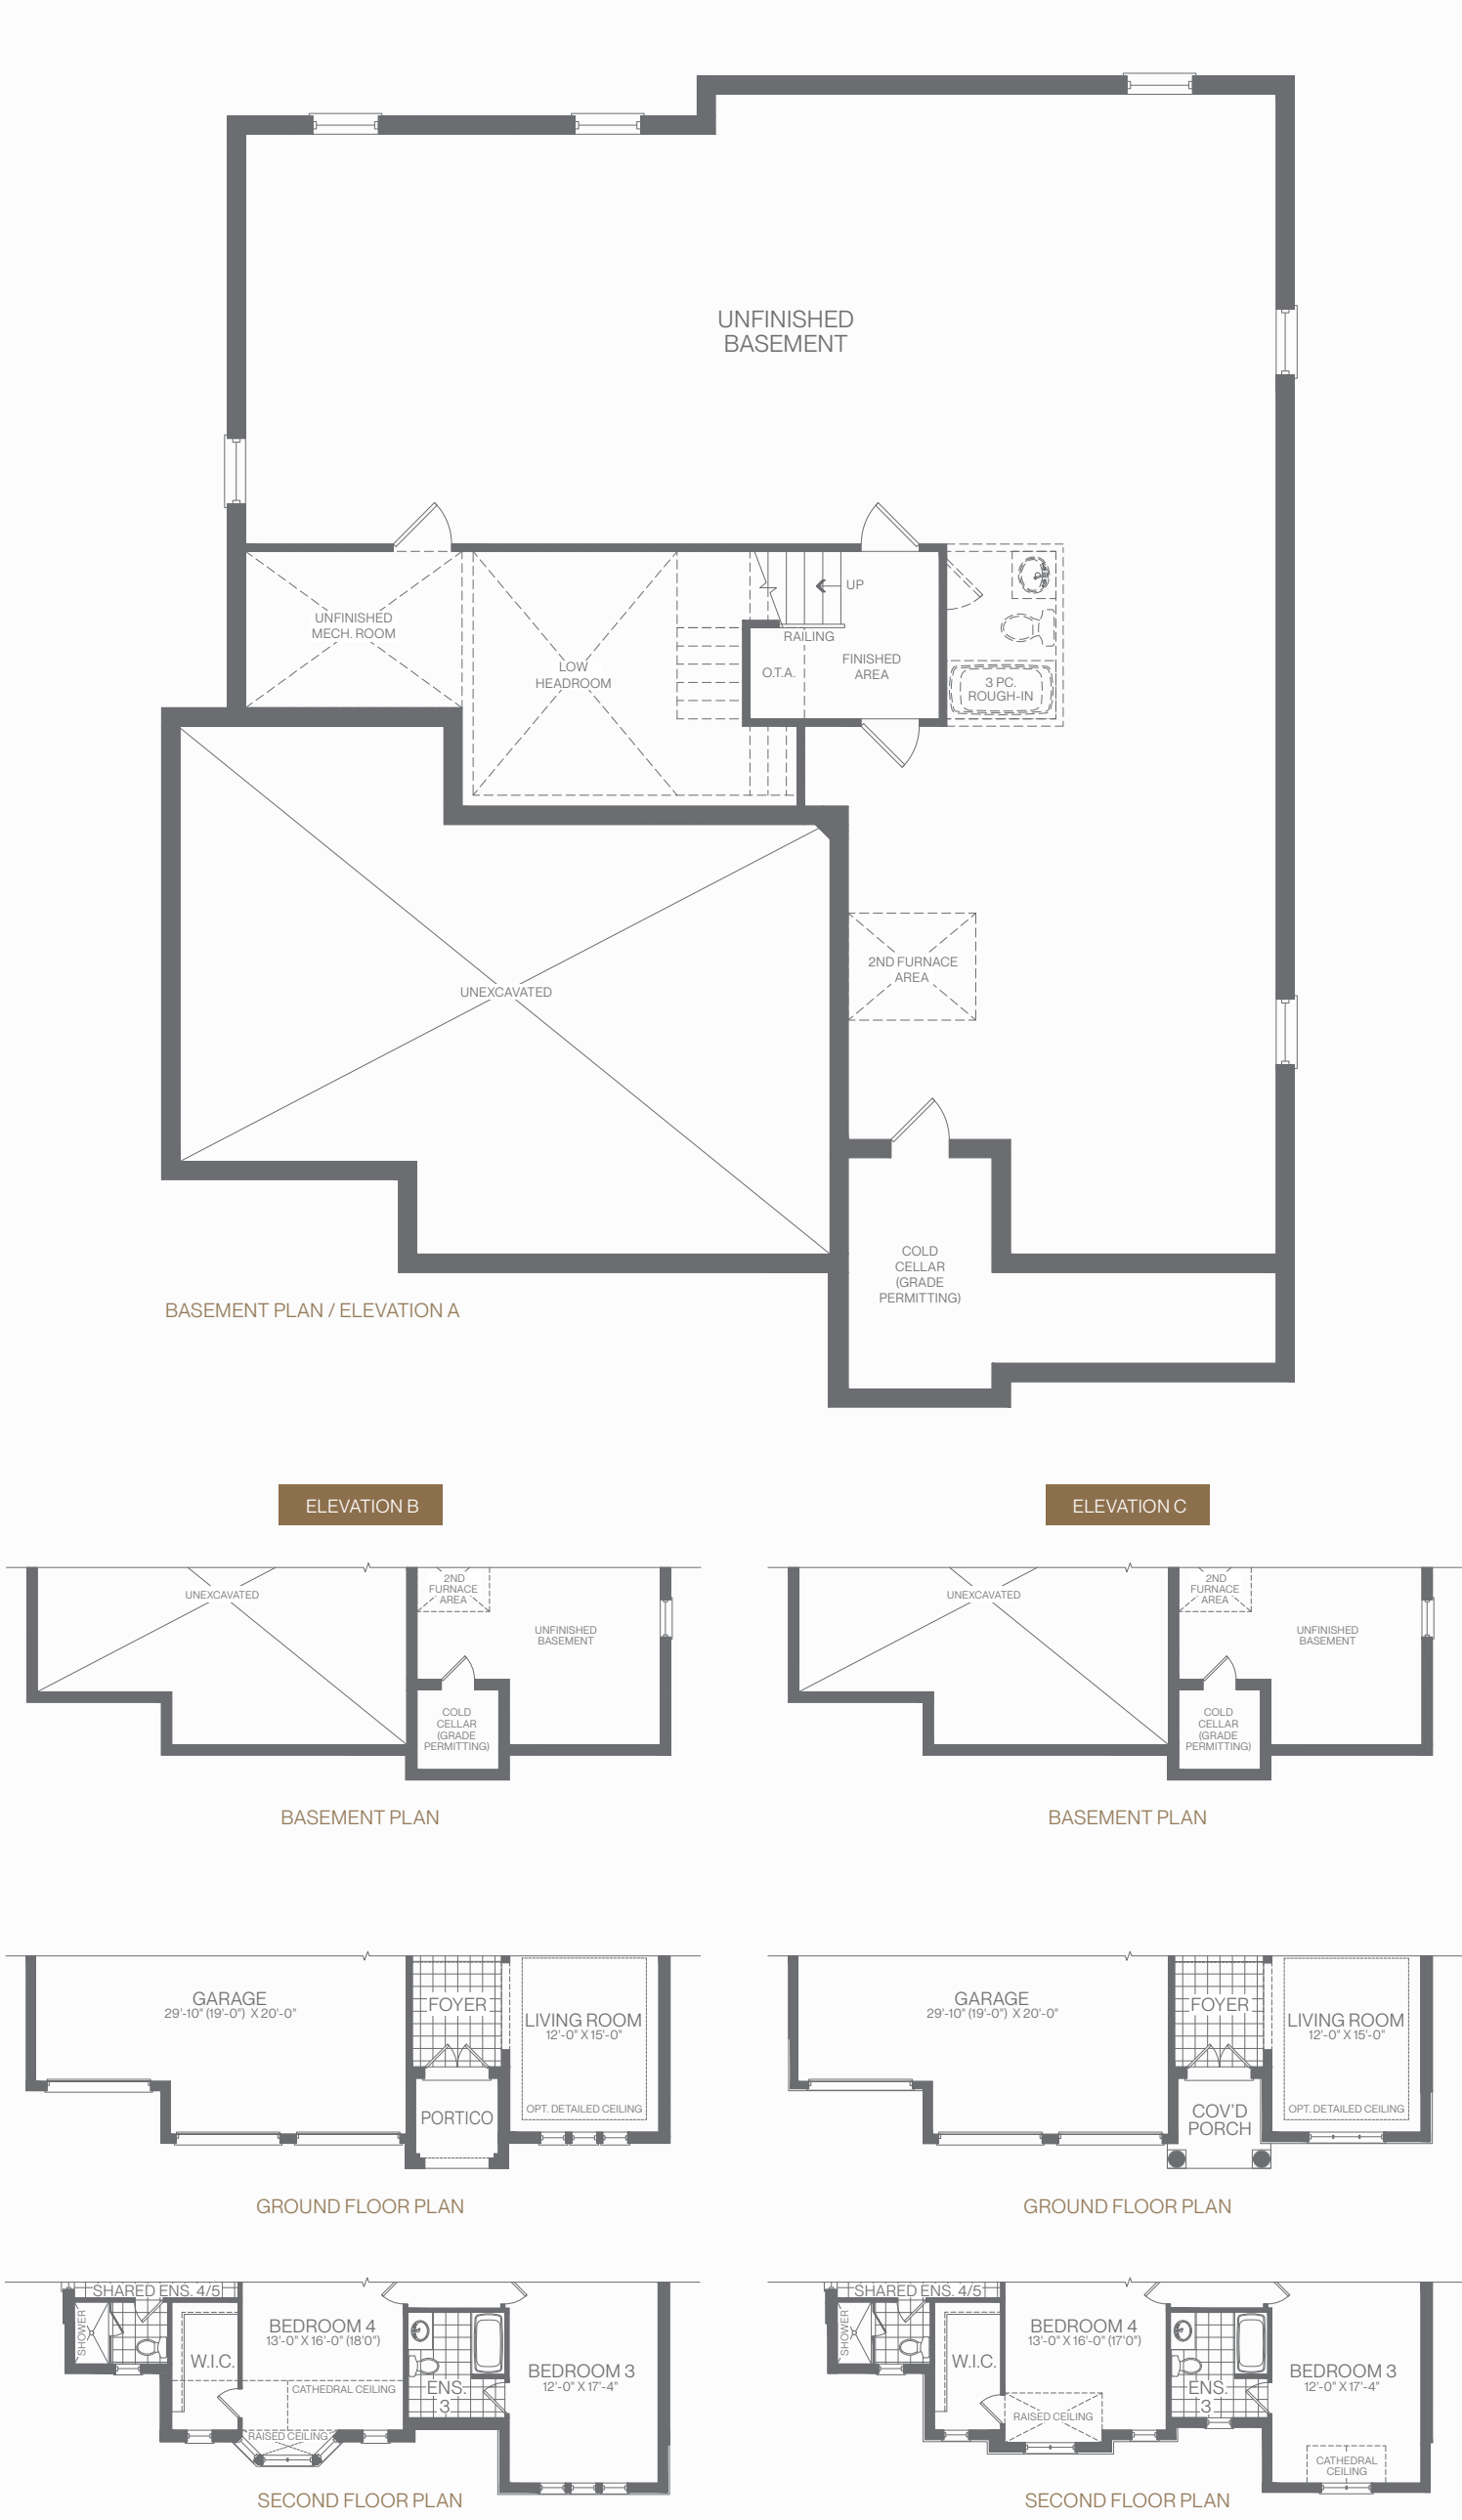 UNFINISHED
BASEMENT
UP
UNFINISHED
MECH. ROOM
RAILING
LOW
HEADROOM
O.T.A.
FINISHED
AREA
3 PC.
ROUGH-IN
2ND FURNACE
AREA
UNEXCAVATED
COLD
CELLAR
(GRADE
PERMITTING)
BASEMENT PLAN / ELEVATION A
ELEVATION B
UNEXCAVATED
2ND
FURNACE
AREA
UNFINISHED
BASEMENT
COLD
CELLAR
(GRADE
PERMITTING)
BASEMENT PLAN
GARAGE
29'-10" (19'-0") X 20'-0"
FOYER
LIVING ROOM
12'-0" X 15'-0"
OPT. DETAILED CEILING
PORTICO
GROUND FLOOR PLAN
SHARED ENS. 4/5
SHOWER
W.I.C.
BEDROOM 4
13'-0" X 16'-0" (18'0")
CATHEDRAL CEILING
RAISED CEILING
ENS.
3
BEDROOM 3
12'-0" X 17'-4"
SECOND FLOOR PLAN
ELEVATION C
UNEXCAVATED
2ND
FURNACE
AREA
UNFINISHED
BASEMENT
COLD
CELLAR
(GRADE
PERMITTING)
BASEMENT PLAN
GARAGE
29'-10" (19'-0") X 20'-0"
FOYER
LIVING ROOM
12'-0" X 15'-0"
OPT. DETAILED CEILING
COV'D
PORCH
GROUND FLOOR PLAN
SHARED ENS. 4/5
SHOWER
W.I.C.
BEDROOM 4
13'-0" X 16'-0" (17'0")
RAISED CEILING
ENS.
3
BEDROOM 3
12'-0" X 17'-4"
CATHEDRAL
CEILING
SECOND FLOOR PLAN